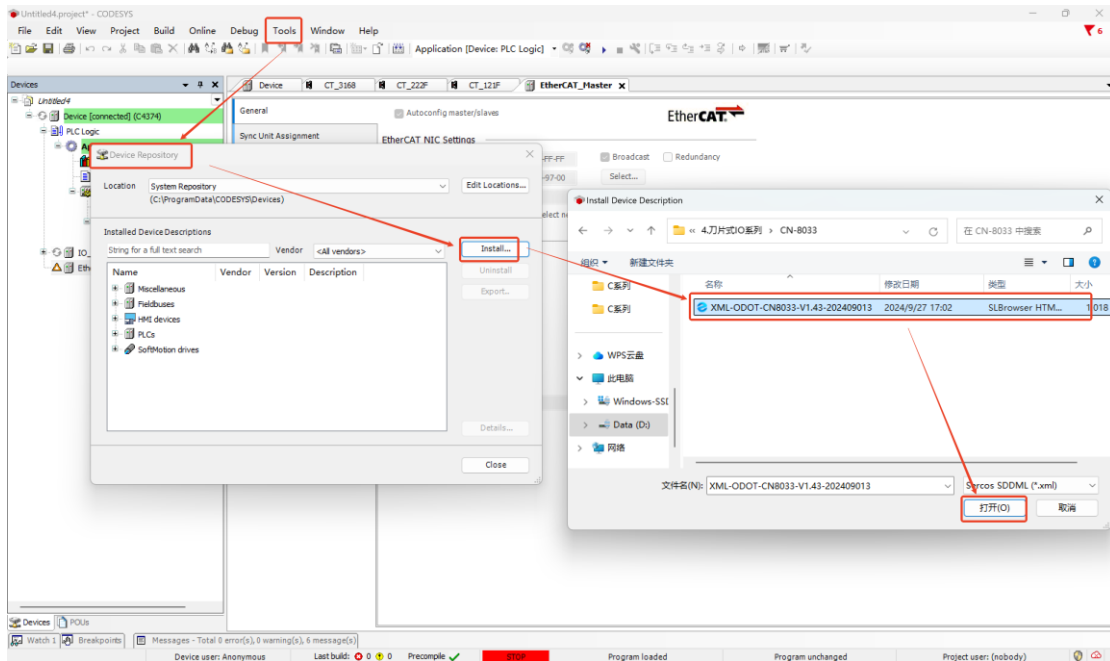 Untitled4.project* - CODESYS
File Edit View Project Build Online Debug Tools Window Help
6
Application [Device: PLC Logic]
Devices
Device CT_3168 CT_222F CT_121F EtherCAT_Master
Untitled4
Device [connected] (C4374)
PLC Logic
General
Autoconfig master/slaves
EtherCAT.
Sync Unit Assignment
EtherCAT NIC Settings
-FF-FF
Broadcast Redundancy
-97-00
Select...
Device Repository
Location System Repository
(C:\ProgramData\CODESYS\Devices)
Edit Locations...
Installed Device Descriptions
String for a full text search Vendor <All vendors>
Install...
Uninstall
Export...
Name Vendor Version Description
Miscellaneous
Fieldbuses
HMI devices
PLCs
SoftMotion drives
Details...
Close
IO_
Eth
Install Device Description
« 4.刀片式IO系列 › CN-8033
在 CN-8033 中搜索
组织 新建文件夹
C系列
C系列
WPS云盘
此电脑
Windows-SSD
Data (D:)
网络
名称 修改日期 类型 大小
XML-ODOT-CN8033-V1.43-202409013 2024/9/27 17:02 SLBrowser HTM... 1,018
文件名(N): XML-ODOT-CN8033-V1.43-202409013
Sercos SDDML (*.xml)
打开(O) 取消
Devices POUs
Watch 1 Breakpoints Messages - Total 0 error(s), 0 warning(s), 6 message(s)
Device user: Anonymous Last build: 0 0 Precompile STOP Program loaded Program unchanged Project user: (nobody)